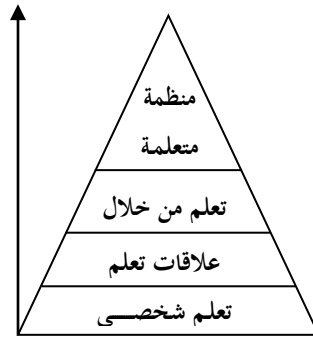 منظمة
متعلمة
تعلم من خلال
علاقات تعلم
تعلم شخصـــي